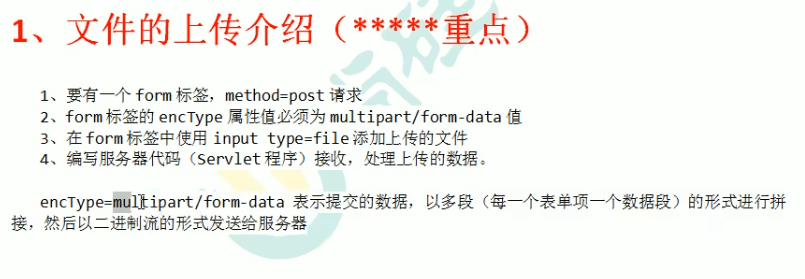 1、文件的上传介绍（*****重点）
1、要有一个 form 标签，method=post 请求
2、form 标签的 encType 属性值必须为 multipart/form-data 值
3、在 form 标签中使用 input type=file 添加上传的文件
4、编写服务器代码（Servlet 程序）接收，处理上传的数据。
encType=multipart/form-data 表示提交的数据，以多段（每一个表单项一个数据段）的形式进行拼
接，然后以二进制流的形式发送给服务器